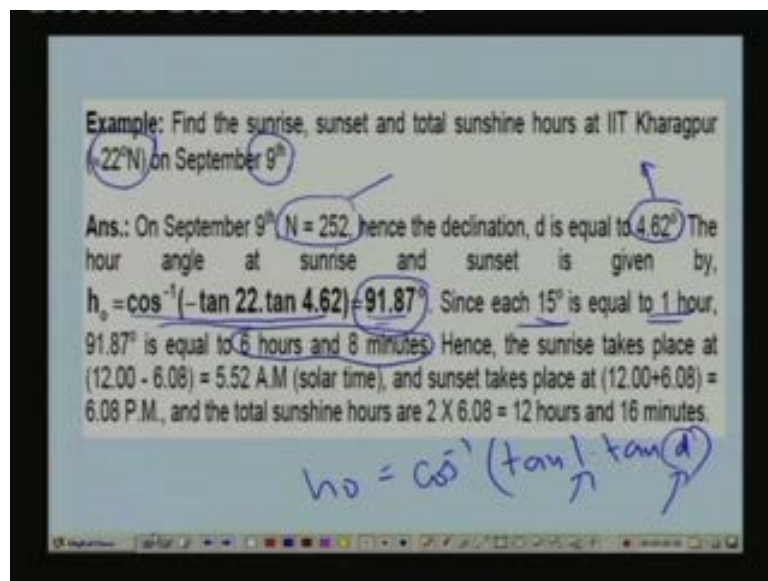 Example: Find the sunrise, sunset and total sunshine hours at IIT Kharagpur
(≈22°N) on September 9th.
Ans.: On September 9th, N = 252, hence the declination, d is equal to 4.62°. The
hour angle at sunrise and sunset is given by,
h₀ =cos⁻¹(−tan 22.tan 4.62)=91.87°. Since each 15° is equal to 1 hour,
91.87° is equal to 6 hours and 8 minutes. Hence, the sunrise takes place at
(12.00 - 6.08) = 5.52 A.M (solar time), and sunset takes place at (12.00+6.08) =
6.08 P.M., and the total sunshine hours are 2 X 6.08 = 12 hours and 16 minutes.
h₀ = cos⁻¹ (tan l. tan d)